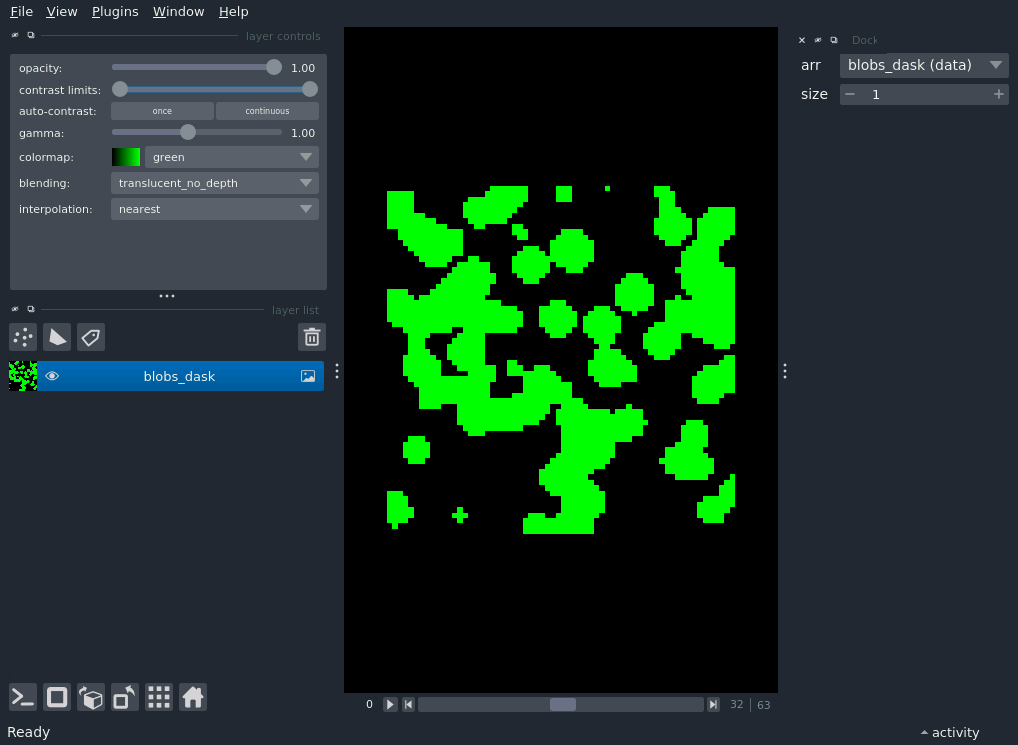 File View Plugins Window Help
layer controls
opacity: 1.00
contrast limits:
auto-contrast: once continuous
gamma: 1.00
colormap: green
blending: translucent_no_depth
interpolation: nearest
layer list
blobs_dask
0 32 63
Dock
arr blobs_dask (data)
size 1
Ready
activity